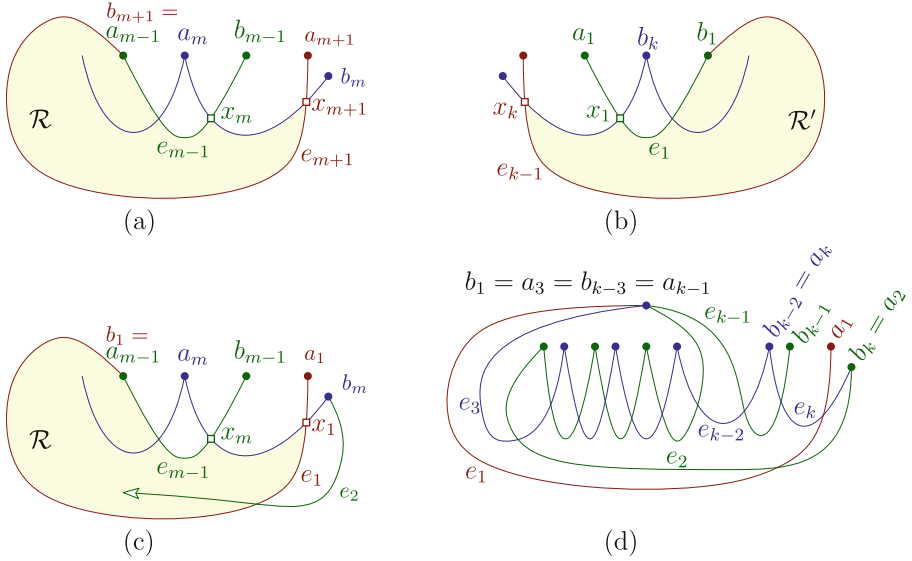 b_{m+1} =
a_{m-1} a_m b_{m-1} a_{m+1}
b_m
x_m x_{m+1}
ℛ
e_{m-1} e_{m+1}
(a)
a_1 b_k b_1
x_k x_1 ℛ′
e_1
e_{k-1}
(b)
b_1 =
a_{m-1} a_m b_{m-1} a_1
b_m
x_m x_1
ℛ
e_{m-1} e_1
e_2
(c)
b_1 = a_3 = b_{k-3} = a_{k-1}
e_{k-1} b_{k-2} = a_k b_{k-1} a_1 b_k = a_2
e_3 e_{k-2} e_k
e_1 e_2
(d)